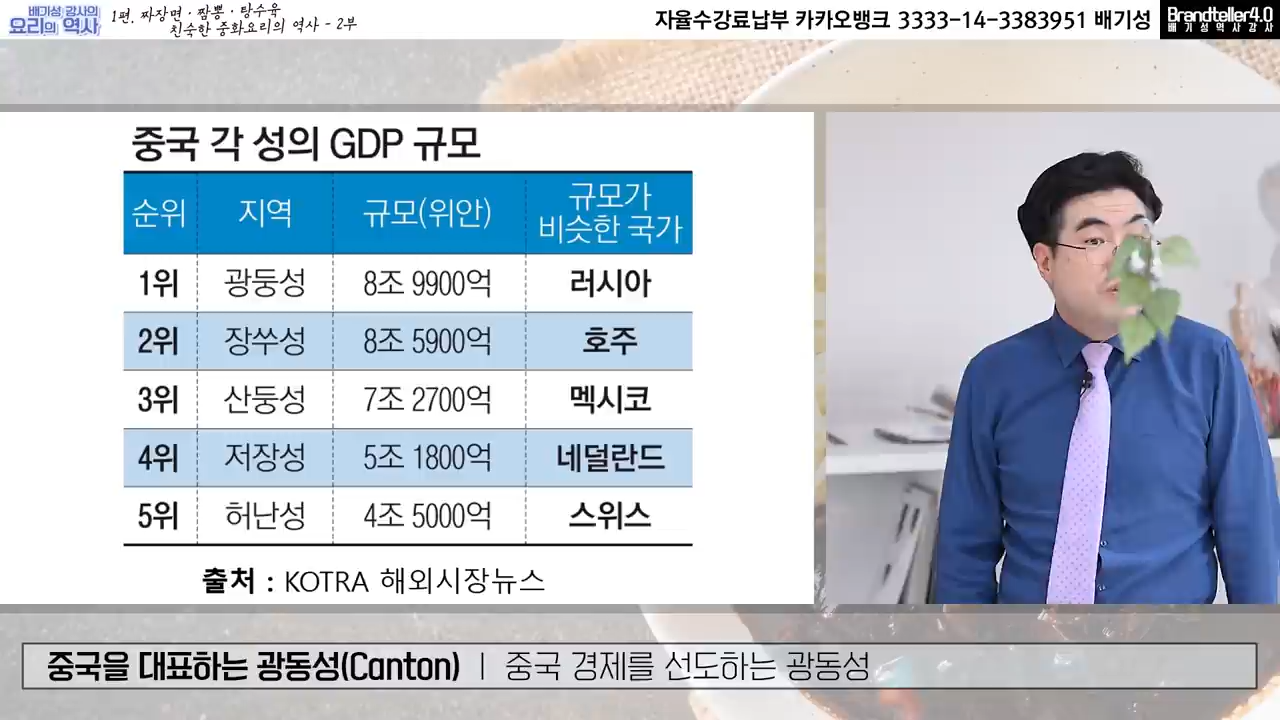 배기성 강사의
요리의 역사
1편. 짜장면·짬뽕·탕수육
친숙한 중화요리의 역사 - 2부
자율수강료납부 카카오뱅크 3333-14-3383951 배기성
Brandteller4.0
배기성역사강사
중국 각 성의 GDP 규모
순위 지역 규모(위안) 규모가 비슷한 국가
1위 광둥성 8조 9900억 러시아
2위 장쑤성 8조 5900억 호주
3위 산둥성 7조 2700억 멕시코
4위 저장성 5조 1800억 네덜란드
5위 허난성 4조 5000억 스위스
출처 : KOTRA 해외시장뉴스
중국을 대표하는 광동성(Canton) | 중국 경제를 선도하는 광동성